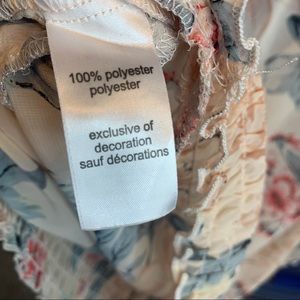 100% polyester
polyester
exclusive of
decoration
sauf décorations